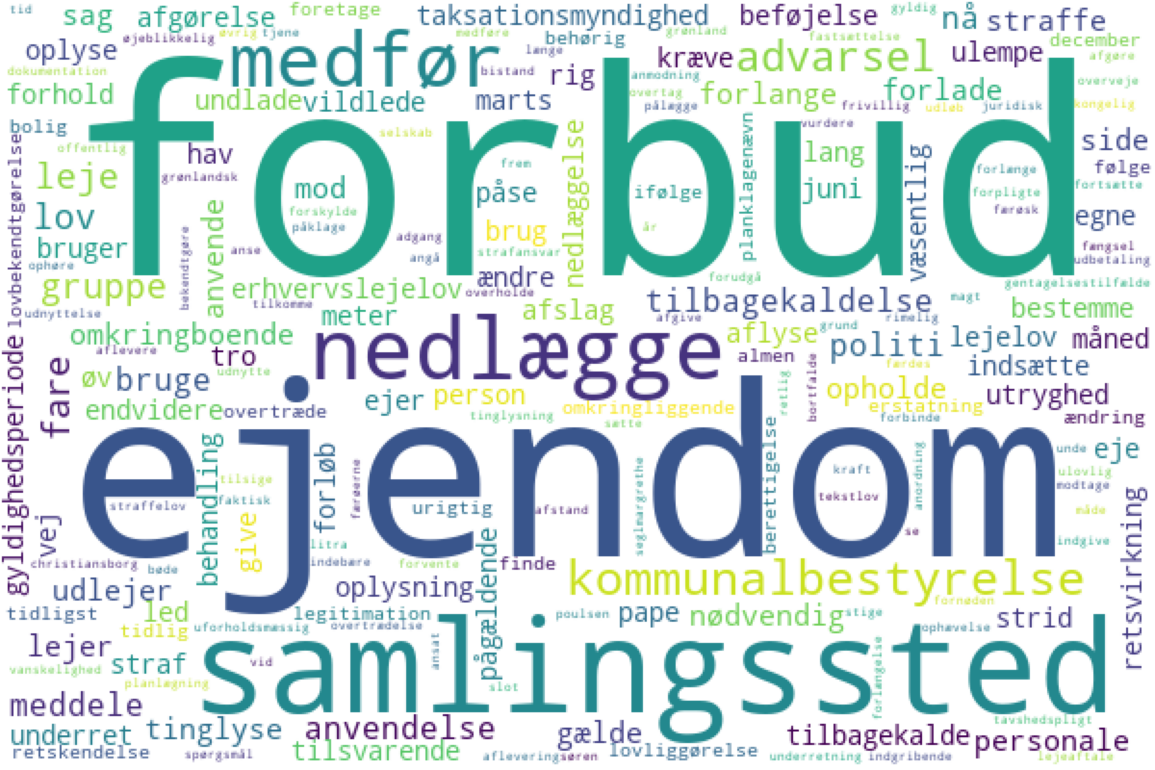 tid
sag
afgørelse
foretage
taksationsmyndighed
beføjelse
nå
straffe
gyldig
oplyse
øjeblikkelig
øvrig
tjene
medføre
behørig
grønland
fastsættelse
december
medfør
længe
kræve
advarsel
ulempe
afgøre
dokumentation
bistand
rig
anmodning
overveje
forhold
undlade
vildlede
marts
overtag
pålægge
forlange
frivillig
forlade
udløb
juridisk
kongelig
bolig
selskab
vurdere
forbud
side
offentlig
hav
grønlandsk
frem
lang
forlænge
følge
leje
mod
påse
ifølge
juni
forpligte
fortsætte
lov
forskylde
påklage
brug
år
færøsk
egne
bruger
anse
adgang
angå
strafansvar
nedlæggelse
planklagenævn
væsentlig
fængsel
udbetaling
ophøre
bekendtgøre
anvende
ændre
forudgå
gentagelsestilfælde
gruppe
tilkomme
erhvervslejelov
overholde
tilbagekaldelse
magt
bestemme
udnyttelse
meter
afslag
afgive
rimelig
omkringboende
aflyse
grund
politi
lejelov
måned
gyldighedsperiode
lovbekendtgørelse
aflevere
tro
nedlægge
almen
færdes
indsætte
fare
øv
bruge
udnytte
retlig
bortfalde
opholde
utryghed
endvidere
overtræde
ejer
person
tinglysning
omkringliggende
sætte
erstatning
forbinde
ændring
ejendom
behandling
tilsige
faktisk
forløb
færøerne
urigtig
afstand
seglmargrethe
berettigelse
kraft
tekstlov
se
anordning
unde
eje
ulovlig
modtage
straffelov
måde
vej
give
litra
indebære
forvente
pågældende
finde
indgive
retsvirkning
christiansborg
bøde
udlejer
oplysning
kommunalbestyrelse
fornøden
tidligst
led
legitimation
poulsen
pape
nødvendig
stige
ophævelse
strid
tidlig
uforholdsmæssig
overtrædelse
lejer
vanskelighed
straf
vid
ansat
samlingssted
forlængelse
planlægning
slot
meddele
tavshedspligt
underret
tinglyse
anvendelse
gælde
tilbagekalde
personale
retskendelse
spørgsmål
tilsvarende
aflevering
søren
lovliggørelse
underretning
indgribende
lejeaftale